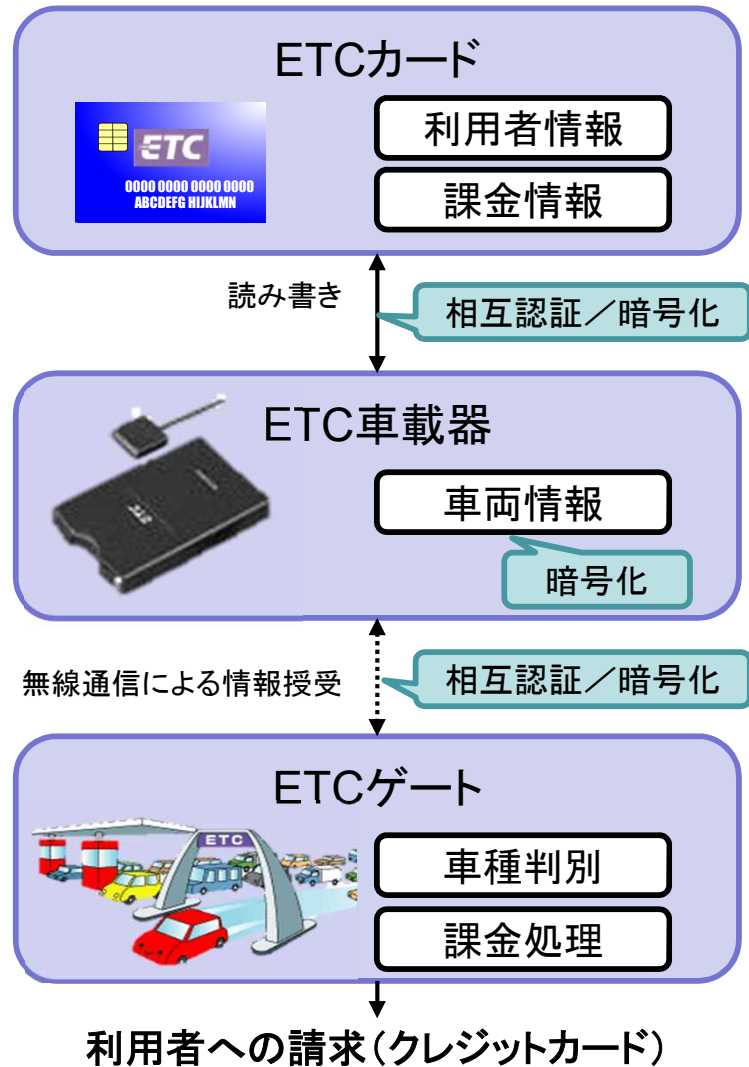 ETCカード
ETC
0000 0000 0000 0000
ABCDEFG HIJKLMN
利用者情報
課金情報
読み書き
相互認証／暗号化
ETC車載器
車両情報
暗号化
無線通信による情報授受
相互認証／暗号化
ETCゲート
ETC
車種判別
課金処理
利用者への請求（クレジットカード）